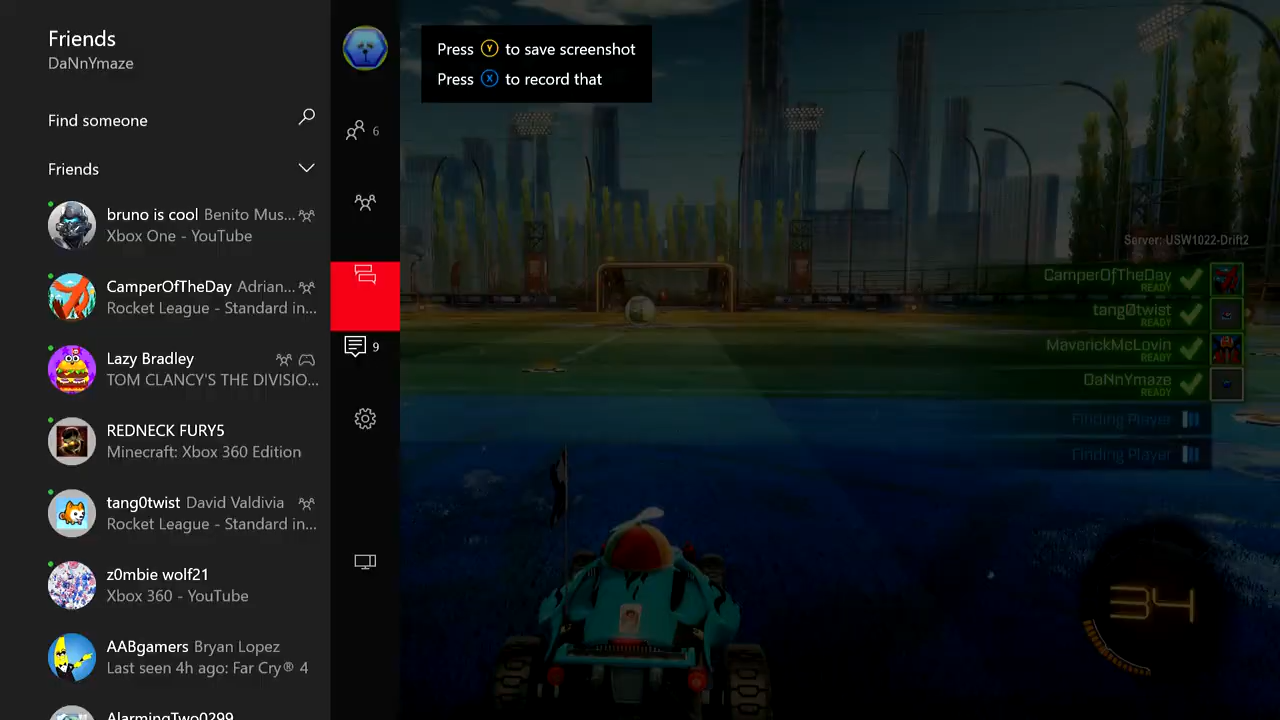 Friends
DaNnYmaze
Find someone
Friends
bruno is cool Benito Mus...
Xbox One - YouTube
CamperOfTheDay Adrian...
Rocket League - Standard in...
Lazy Bradley
TOM CLANCY'S THE DIVISIO...
REDNECK FURY5
Minecraft: Xbox 360 Edition
tang0twist David Valdivia
Rocket League - Standard in...
z0mbie wolf21
Xbox 360 - YouTube
AABgamers Bryan Lopez
Last seen 4h ago: Far Cry® 4
AlarmingTwo0299
6
9
Press Y to save screenshot
Press X to record that
Server: USW1022-Drift2
CamperOfTheDay
READY
tang0twist
READY
MaverickMcLovin
READY
DaNnYmaze
READY
Finding Player
Finding Player
34